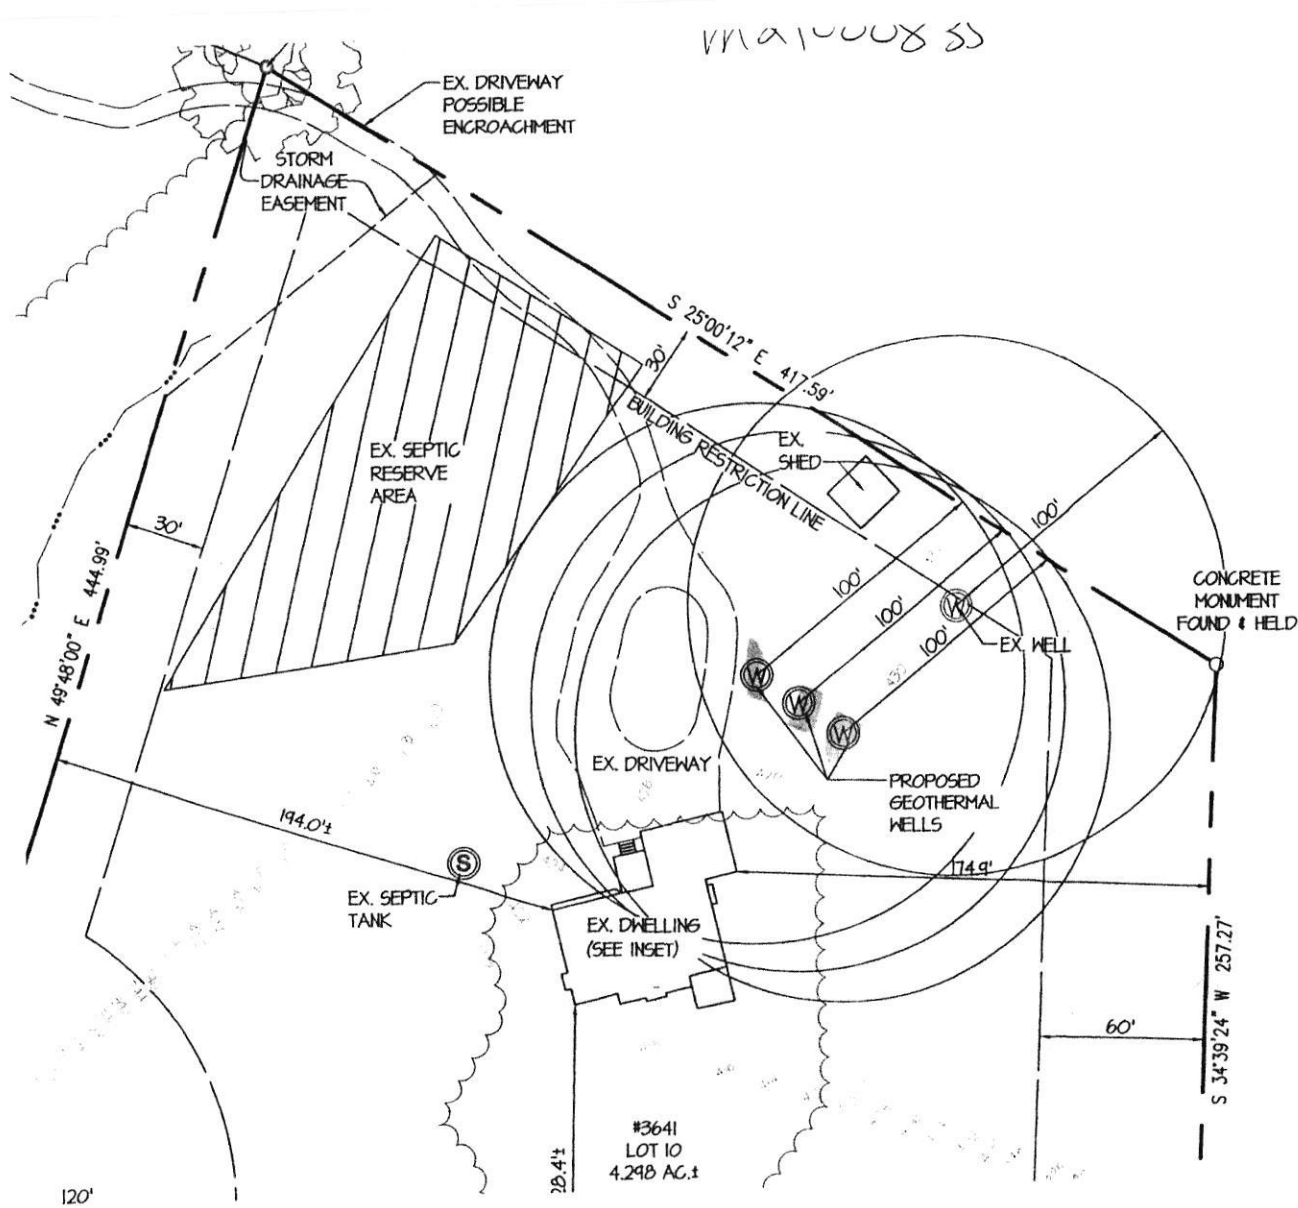 EX. DRIVEWAY
POSSIBLE
ENCROACHMENT
STORM
DRAINAGE
EASEMENT
S 25°00'12" E 417.59'
30'
BUILDING RESTRICTION LINE
EX.
SHED
EX. SEPTIC
RESERVE
AREA
30'
N 49°48'00" E 444.99'
100'
100'
100'
100'
CONCRETE
MONUMENT
FOUND & HELD
W
EX. WELL
W
W
W
EX. DRIVEWAY
PROPOSED
GEOTHERMAL
WELLS
194.0'±
S
EX. SEPTIC
TANK
174.9'
EX. DWELLING
(SEE INSET)
S 34°39'24" W 257.27'
60'
#3641
LOT 10
4.298 AC.±
28.4'±
120'